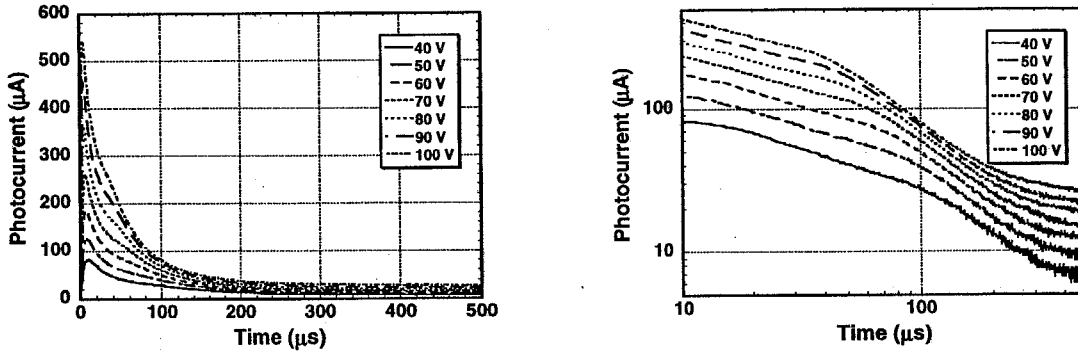 600
500
400
300
200
100
0
Photocurrent (μA)
0 100 200 300 400 500
Time (μs)
40 V
50 V
60 V
70 V
80 V
90 V
100 V
100
10
Photocurrent (μA)
10 100
Time (μs)
40 V
50 V
60 V
70 V
80 V
90 V
100 V